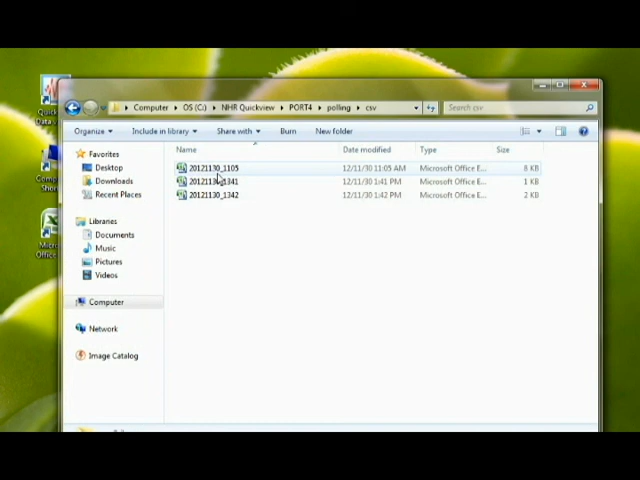 Computer ▸ OS (C:) ▸ NHR Quickview ▸ PORT4 ▸ polling ▸ csv
Search csv
Organize Include in library Share with Burn New folder
Name Date modified Type Size
20121130_1105 12/11/30 11:05 AM Microsoft Office E... 8 KB
12/11/30 1:41 PM Microsoft Office E... 1 KB
20121130_1342 12/11/30 1:42 PM Microsoft Office E... 2 KB
Favorites
Desktop
Downloads
Recent Places
Libraries
Documents
Music
Pictures
Videos
Computer
Network
Image Catalog